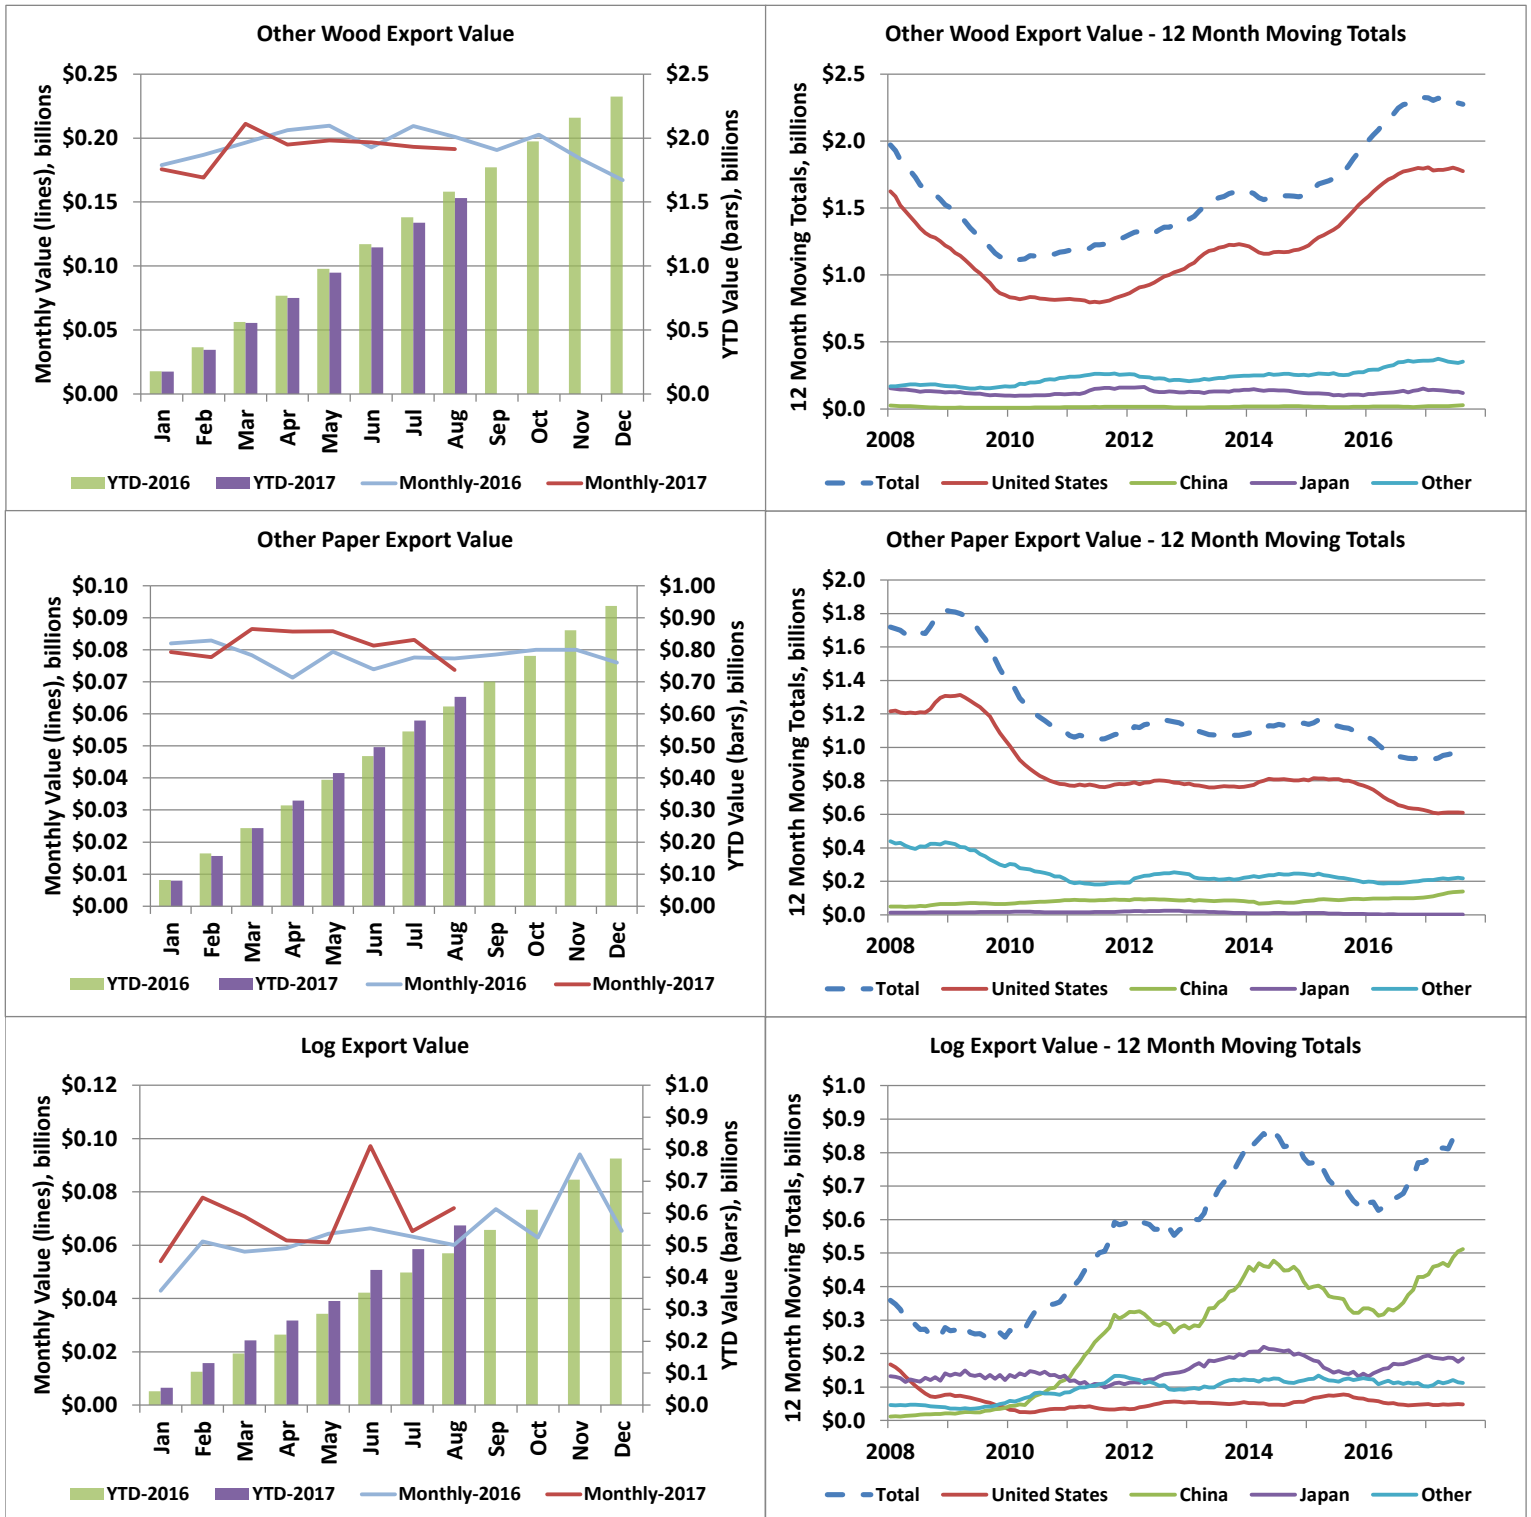 Other Wood Export Value
Monthly Value (lines), billions
$0.25
$0.20
$0.15
$0.10
$0.05
$0.00
$2.5
$2.0
$1.5
$1.0
$0.5
$0.0
YTD Value (bars), billions
Jan Feb Mar Apr May Jun Jul Aug Sep Oct Nov Dec
YTD-2016 YTD-2017 Monthly-2016 Monthly-2017
Other Wood Export Value - 12 Month Moving Totals
12 Month Moving Totals, billions
$2.5
$2.0
$1.5
$1.0
$0.5
$0.0
2008 2010 2012 2014 2016
Total United States China Japan Other
Other Paper Export Value
Monthly Value (lines), billions
$0.10
$0.09
$0.08
$0.07
$0.06
$0.05
$0.04
$0.03
$0.02
$0.01
$0.00
$1.00
$0.90
$0.80
$0.70
$0.60
$0.50
$0.40
$0.30
$0.20
$0.10
$0.00
YTD Value (bars), billions
Jan Feb Mar Apr May Jun Jul Aug Sep Oct Nov Dec
YTD-2016 YTD-2017 Monthly-2016 Monthly-2017
Other Paper Export Value - 12 Month Moving Totals
12 Month Moving Totals, billions
$2.0
$1.8
$1.6
$1.4
$1.2
$1.0
$0.8
$0.6
$0.4
$0.2
$0.0
2008 2010 2012 2014 2016
Total United States China Japan Other
Log Export Value
Monthly Value (lines), billions
$0.12
$0.10
$0.08
$0.06
$0.04
$0.02
$0.00
$1.0
$0.9
$0.8
$0.7
$0.6
$0.5
$0.4
$0.3
$0.2
$0.1
$0.0
YTD Value (bars), billions
Jan Feb Mar Apr May Jun Jul Aug Sep Oct Nov Dec
YTD-2016 YTD-2017 Monthly-2016 Monthly-2017
Log Export Value - 12 Month Moving Totals
12 Month Moving Totals, billions
$1.0
$0.9
$0.8
$0.7
$0.6
$0.5
$0.4
$0.3
$0.2
$0.1
$0.0
2008 2010 2012 2014 2016
Total United States China Japan Other